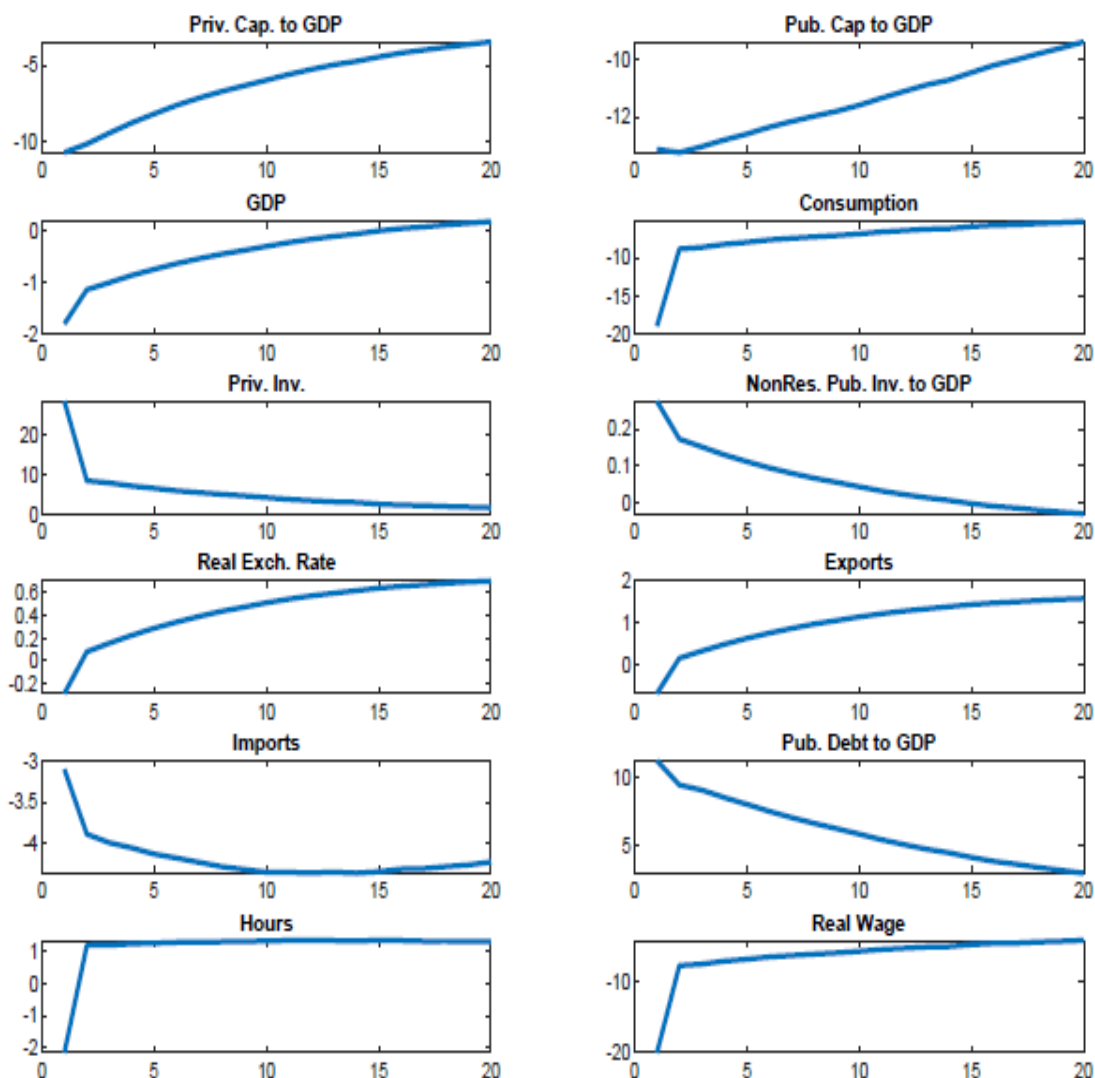 Priv. Cap. to GDP
-5
-10
0 5 10 15 20
Pub. Cap to GDP
-10
-12
0 5 10 15 20
GDP
0
-1
-2
0 5 10 15 20
Consumption
-10
-15
-20
0 5 10 15 20
Priv. Inv.
20
10
0
0 5 10 15 20
NonRes. Pub. Inv. to GDP
0.2
0.1
0
0 5 10 15 20
Real Exch. Rate
0.6
0.4
0.2
0
-0.2
0 5 10 15 20
Exports
2
1
0
0 5 10 15 20
Imports
-3
-3.5
-4
0 5 10 15 20
Pub. Debt to GDP
10
5
0 5 10 15 20
Hours
1
0
-1
-2
0 5 10 15 20
Real Wage
-10
-20
0 5 10 15 20